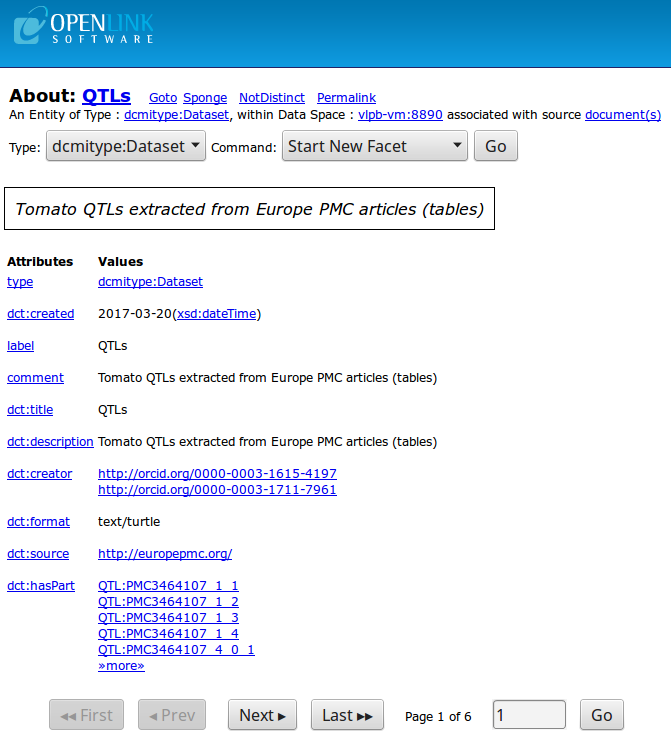 OPENLINK
SOFTWARE
About: QTLs Goto Sponge NotDistinct Permalink
An Entity of Type : dcmitype:Dataset, within Data Space : vlpb-vm:8890 associated with source document(s)
Type: dcmitype:Dataset Command: Start New Facet Go
Tomato QTLs extracted from Europe PMC articles (tables)
Attributes Values
type dcmitype:Dataset
dct:created 2017-03-20(xsd:dateTime)
label QTLs
comment Tomato QTLs extracted from Europe PMC articles (tables)
dct:title QTLs
dct:description Tomato QTLs extracted from Europe PMC articles (tables)
dct:creator http://orcid.org/0000-0003-1615-4197
http://orcid.org/0000-0003-1711-7961
dct:format text/turtle
dct:source http://europepmc.org/
dct:hasPart QTL:PMC3464107_1_1
QTL:PMC3464107_1_2
QTL:PMC3464107_1_3
QTL:PMC3464107_1_4
QTL:PMC3464107_4_0_1
»more»
◂◂ First ◂ Prev Next ▸ Last ▸▸ Page 1 of 6 1 Go